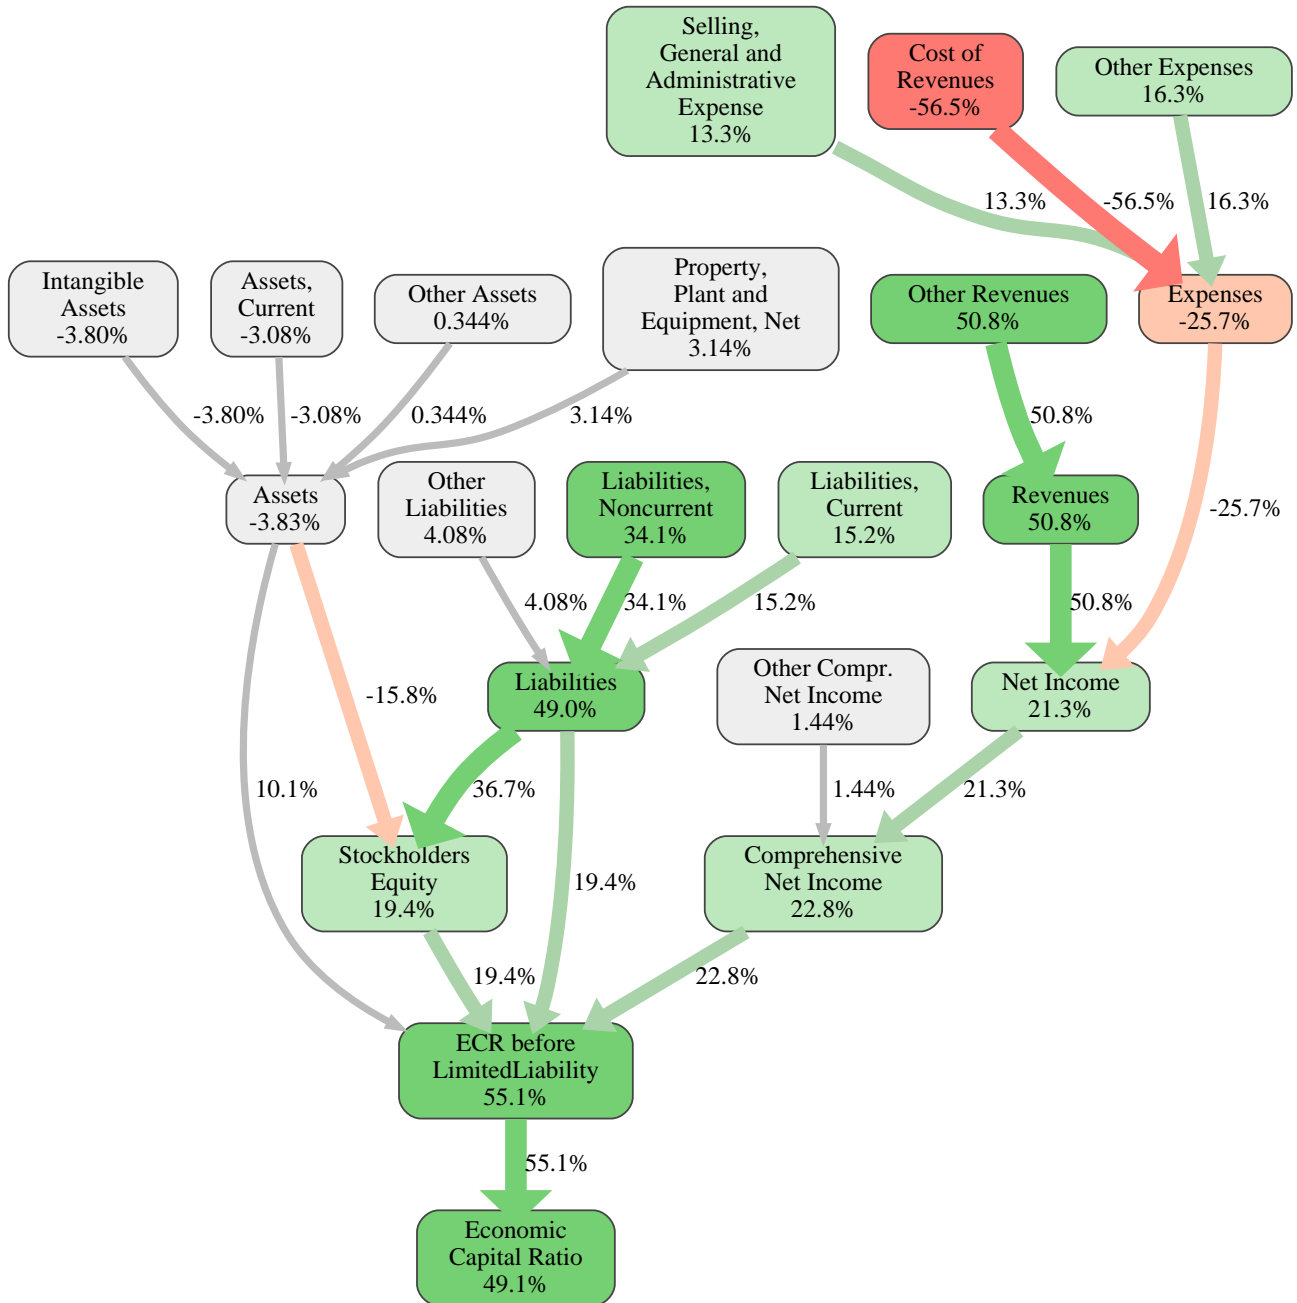 Selling,
General and
Administrative
Expense
13.3%
Cost of
Revenues
-56.5%
Other Expenses
16.3%
13.3%
-56.5%
16.3%
Intangible
Assets
-3.80%
Assets,
Current
-3.08%
Other Assets
0.344%
Property,
Plant and
Equipment, Net
3.14%
Other Revenues
50.8%
Expenses
-25.7%
-3.80%
-3.08%
0.344%
3.14%
50.8%
Assets
-3.83%
Other
Liabilities
4.08%
Liabilities,
Noncurrent
34.1%
Liabilities,
Current
15.2%
Revenues
50.8%
-25.7%
4.08%
34.1%
15.2%
50.8%
-15.8%
Liabilities
49.0%
Other Compr.
Net Income
1.44%
Net Income
21.3%
10.1%
36.7%
1.44%
21.3%
Stockholders
Equity
19.4%
19.4%
Comprehensive
Net Income
22.8%
19.4%
22.8%
ECR before
LimitedLiability
55.1%
55.1%
Economic
Capital Ratio
49.1%